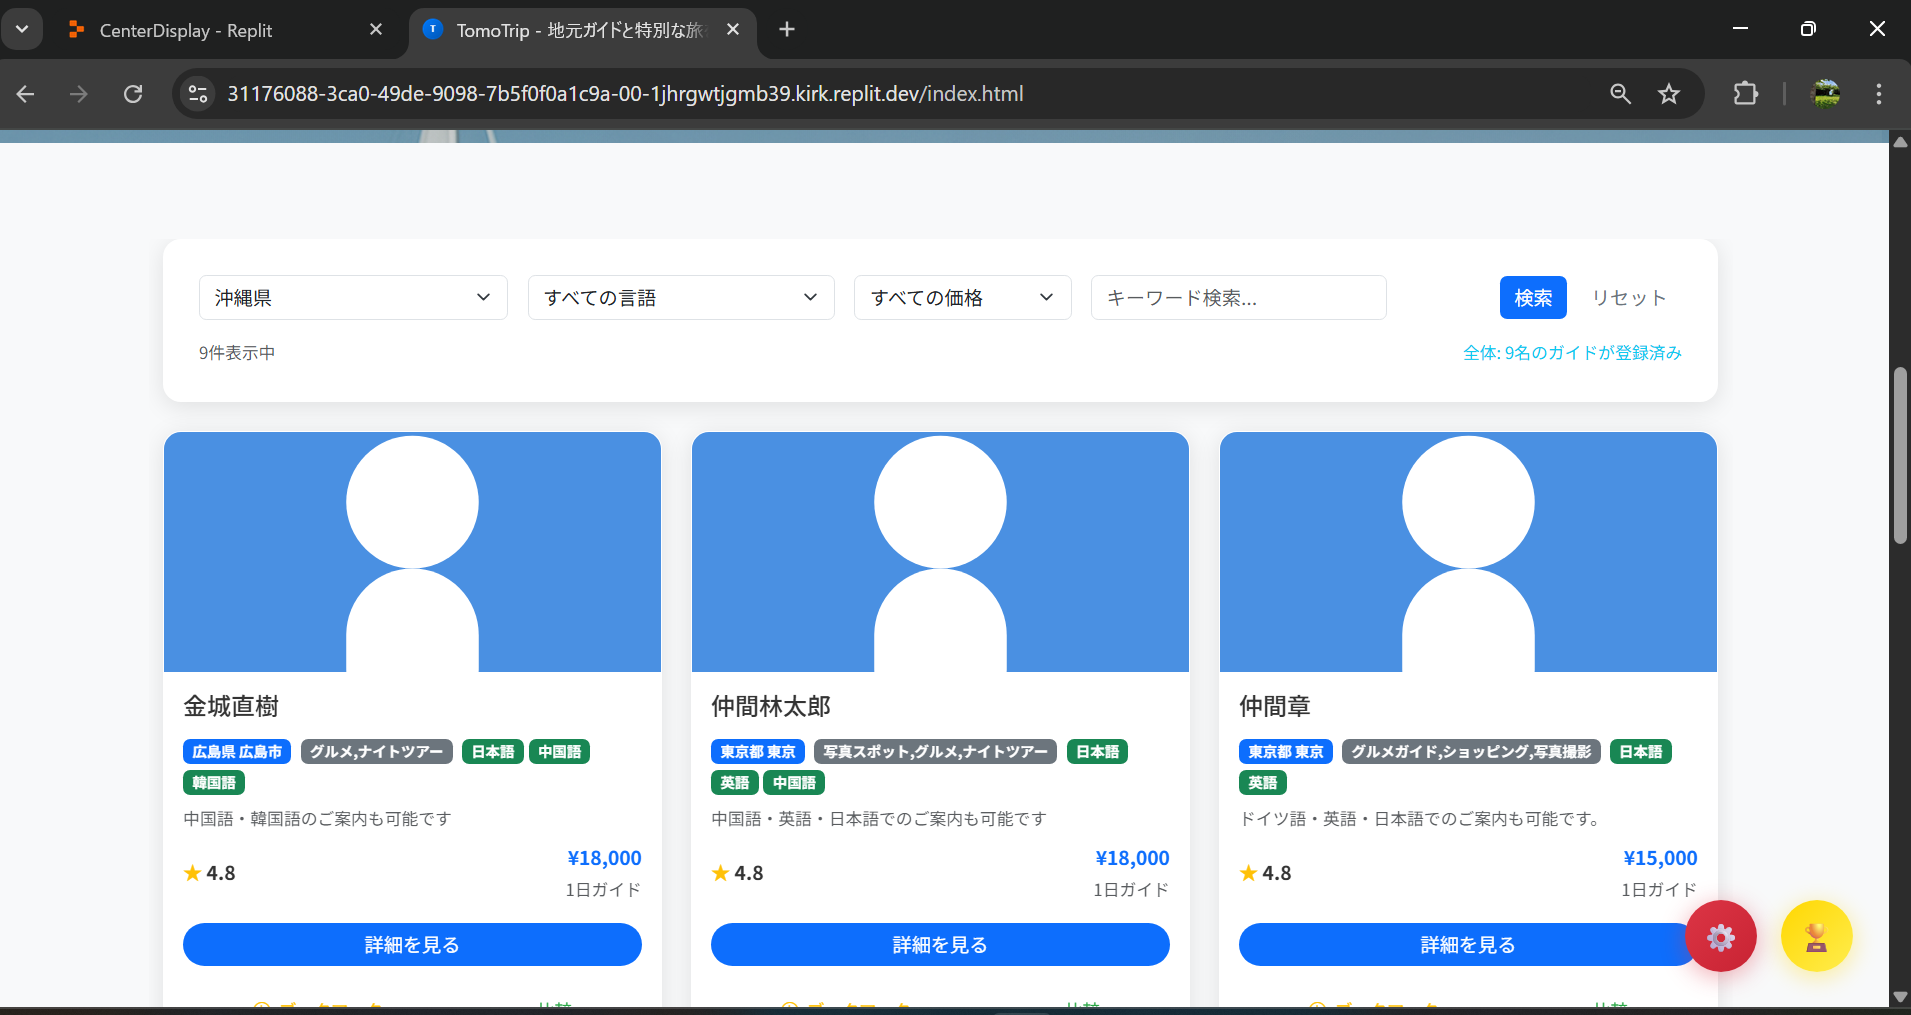 CenterDisplay - Replit
TomoTrip - 地元ガイドと特別な旅
31176088-3ca0-49de-9098-7b5f0f0a1c9a-00-1jhrgwtjgmb39.kirk.replit.dev/index.html
沖縄県 すべての言語 すべての価格 キーワード検索... 検索 リセット
9件表示中 全体: 9名のガイドが登録済み
金城直樹
広島県 広島市 グルメ,ナイトツアー 日本語 中国語
韓国語
中国語・韓国語のご案内も可能です
★ 4.8
¥18,000
1日ガイド
詳細を見る
仲間林太郎
東京都 東京 写真スポット,グルメ,ナイトツアー 日本語
英語 中国語
中国語・英語・日本語でのご案内も可能です
★ 4.8
¥18,000
1日ガイド
詳細を見る
仲間章
東京都 東京 グルメガイド,ショッピング,写真撮影 日本語
英語
ドイツ語・英語・日本語でのご案内も可能です。
★ 4.8
¥15,000
1日ガイド
詳細を見る